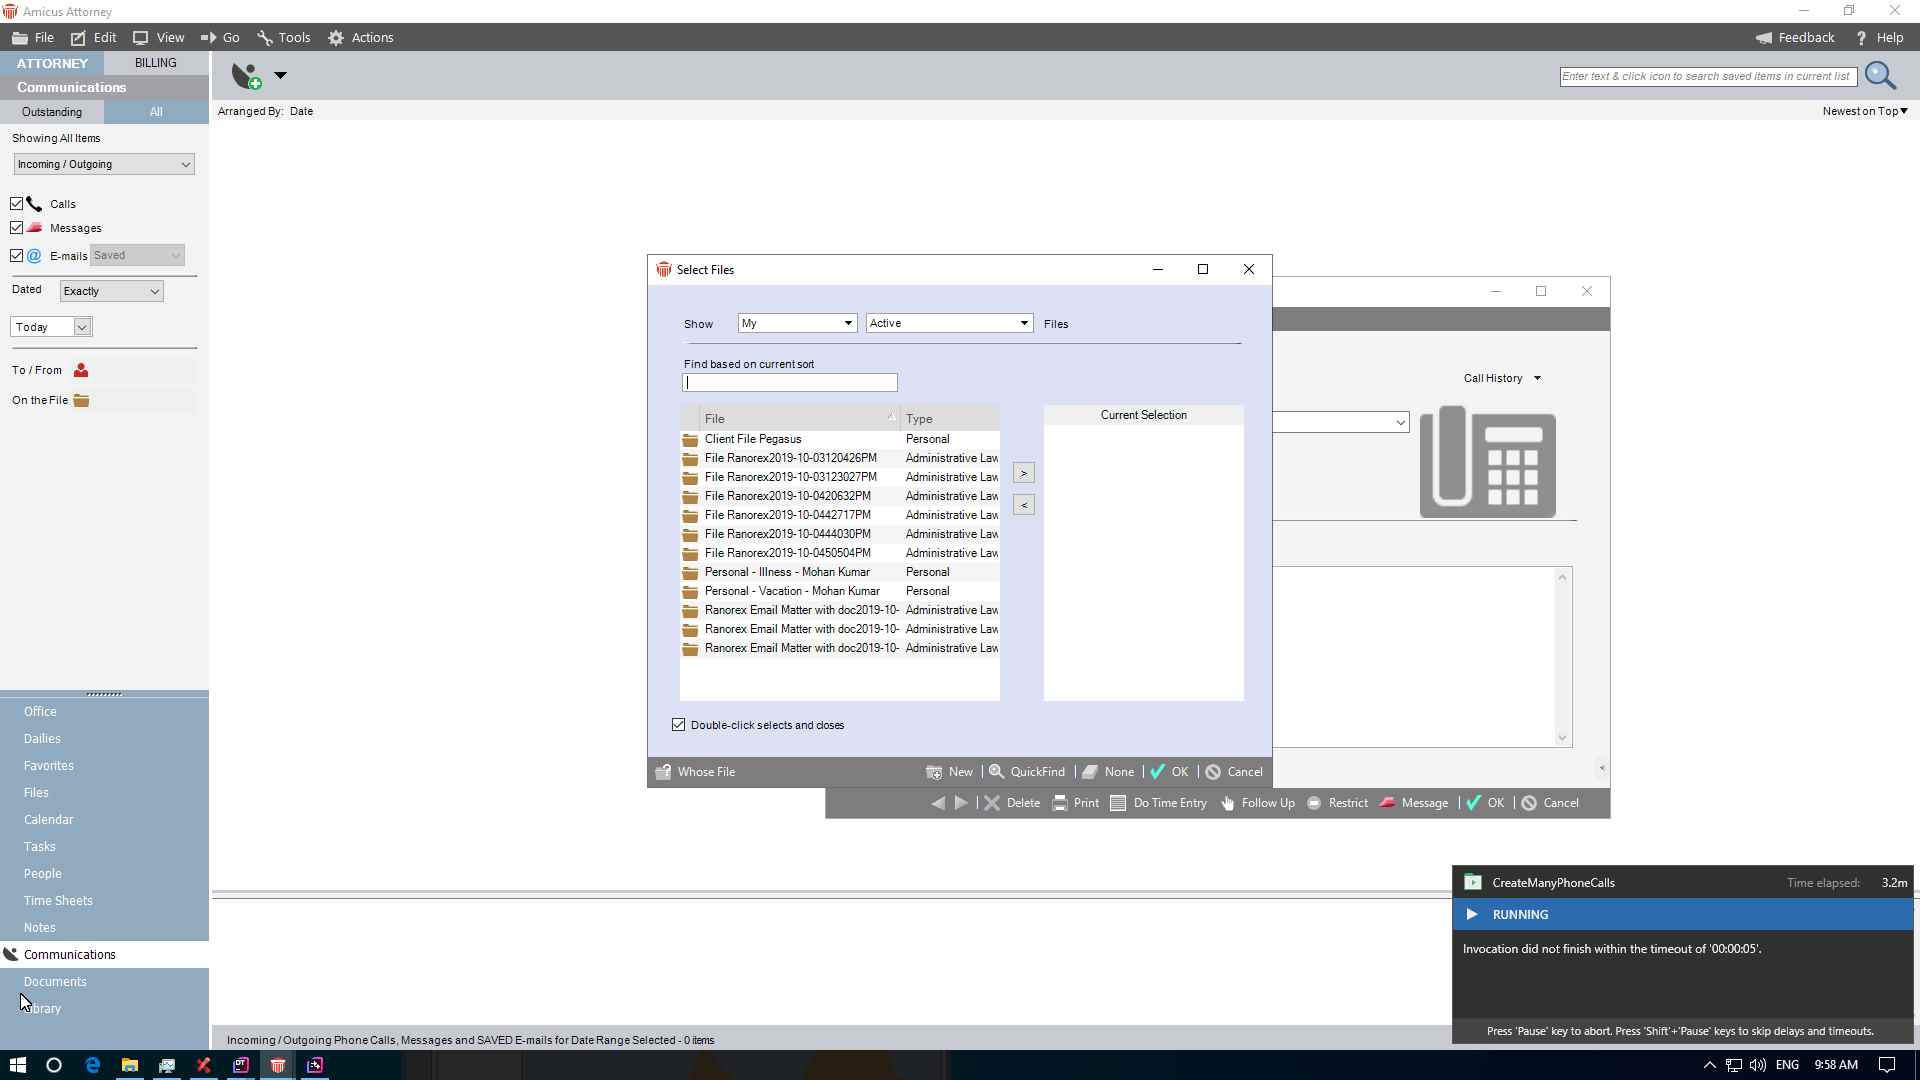 Amicus Attorney
File Edit View Go Tools Actions Feedback Help
ATTORNEY BILLING
Communications
Outstanding All
Enter text & click icon to search saved items in current list
Arranged By: Date Newest on Top
Showing All Items
Incoming / Outgoing
Calls
Messages
E-mails Saved
Dated Exactly
Today
To / From
On the File
Office
Dailies
Favorites
Files
Calendar
Tasks
People
Time Sheets
Notes
Communications
Documents
Select Files
Show My Active Files
Find based on current sort
File Type
Client File Pegasus Personal
File Ranorex2019-10-03120426PM Administrative Law
File Ranorex2019-10-03123027PM Administrative Law
File Ranorex2019-10-0420632PM Administrative Law
File Ranorex2019-10-0442717PM Administrative Law
File Ranorex2019-10-0444030PM Administrative Law
File Ranorex2019-10-0450504PM Administrative Law
Personal - Illness - Mohan Kumar Personal
Personal - Vacation - Mohan Kumar Personal
Ranorex Email Matter with doc2019-10- Administrative Law
Ranorex Email Matter with doc2019-10- Administrative Law
Ranorex Email Matter with doc2019-10- Administrative Law
>
<
Current Selection
Double-click selects and closes
Whose File New QuickFind None OK Cancel
Call History
Delete Print Do Time Entry Follow Up Restrict Message OK Cancel
CreateManyPhoneCalls Time elapsed: 3.2m
RUNNING
Invocation did not finish within the timeout of '00:00:05'.
Press 'Pause' key to abort. Press 'Shift'+'Pause' keys to skip delays and timeouts.
Incoming / Outgoing Phone Calls, Messages and SAVED E-mails for Date Range Selected - 0 items
ENG 9:58 AM